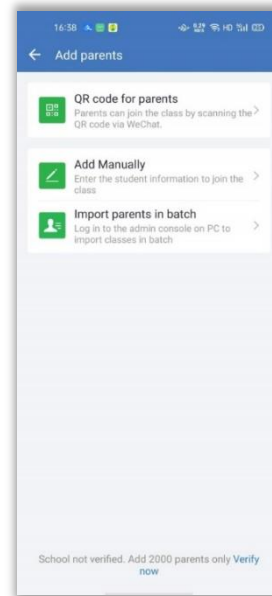 16:38
HD 5G
Add parents
QR code for parents
Parents can join the class by scanning the
QR code via WeChat.
Add Manually
Enter the student information to join the
class
Import parents in batch
Log in to the admin console on PC to
import classes in batch
School not verified. Add 2000 parents only Verify
now